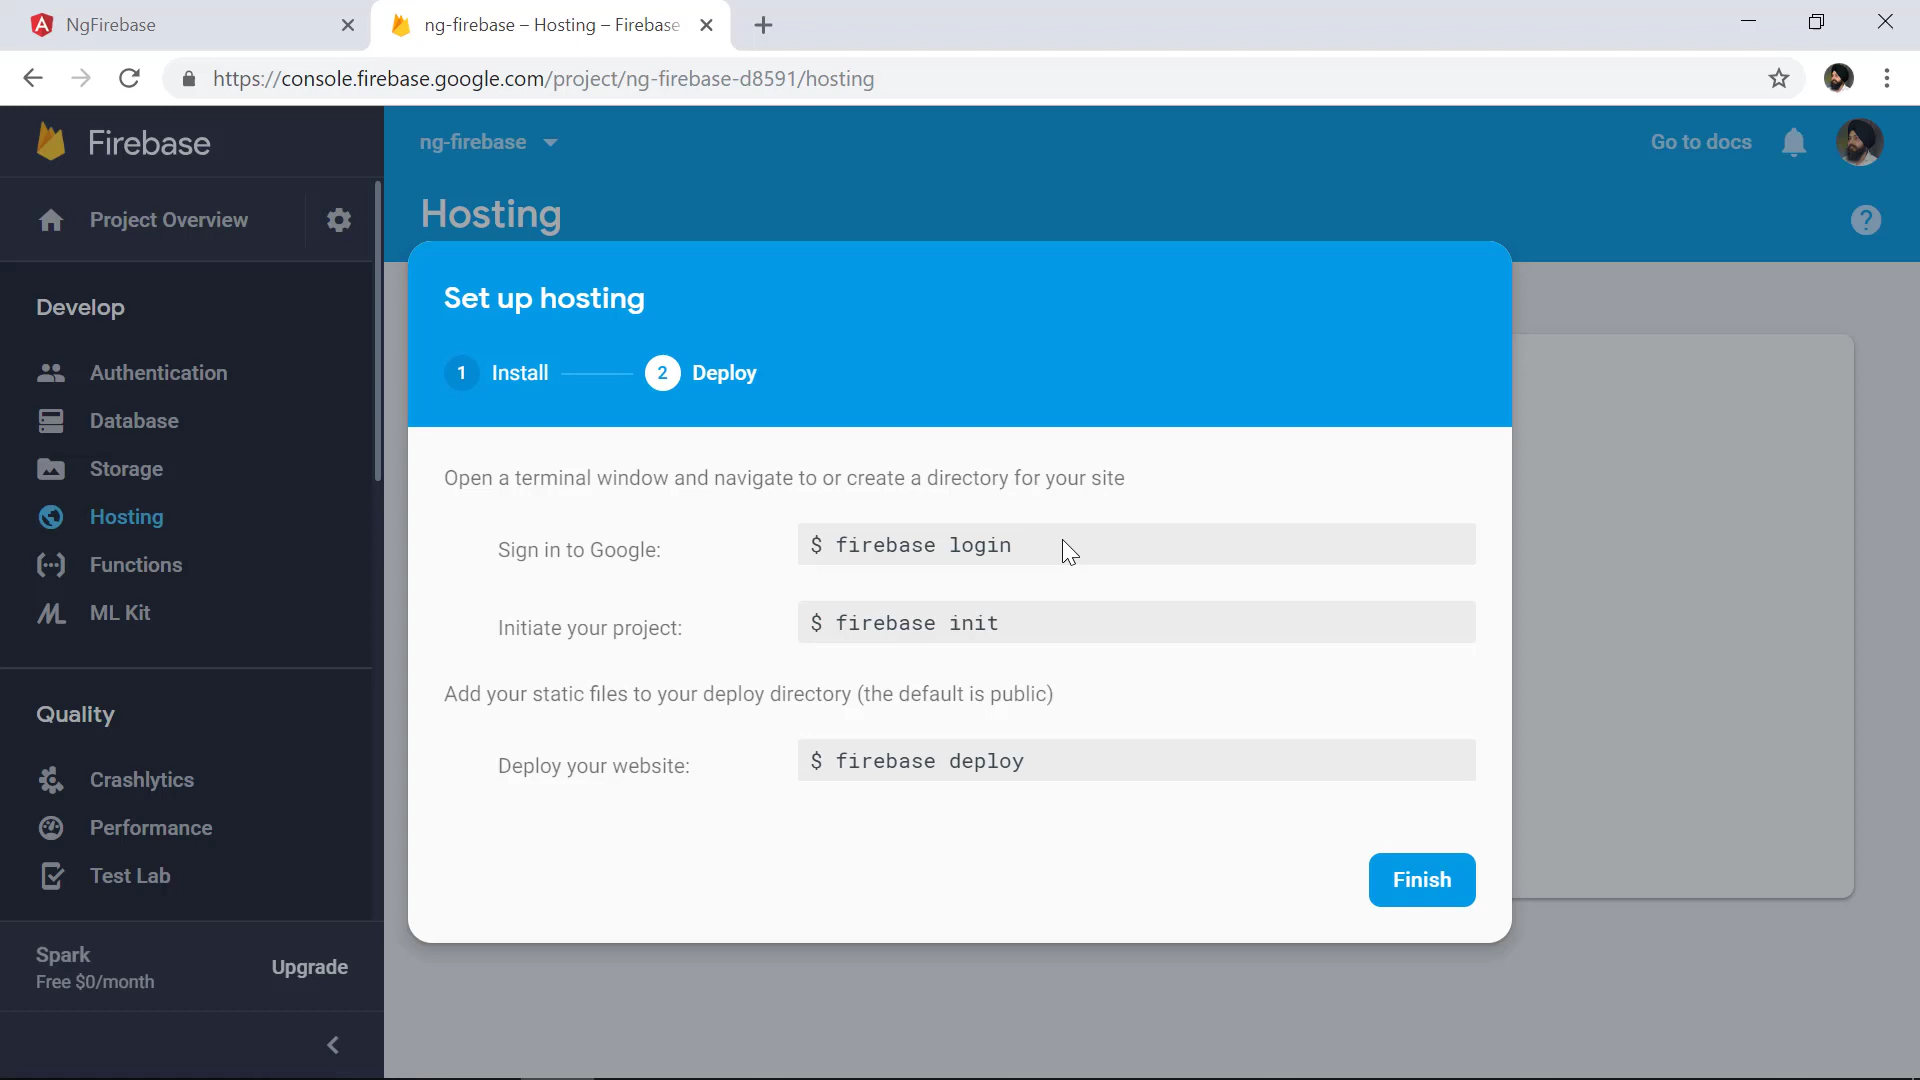 NgFirebase
ng-firebase – Hosting – Firebase
https://console.firebase.google.com/project/ng-firebase-d8591/hosting
Firebase
ng-firebase
Go to docs
Project Overview
Hosting
?
Develop
Authentication
Database
Storage
Hosting
Functions
ML Kit
Quality
Crashlytics
Performance
Test Lab
Spark
Free $0/month
Upgrade
Set up hosting
1 Install
2 Deploy
Open a terminal window and navigate to or create a directory for your site
Sign in to Google:
$ firebase login
Initiate your project:
$ firebase init
Add your static files to your deploy directory (the default is public)
Deploy your website:
$ firebase deploy
Finish